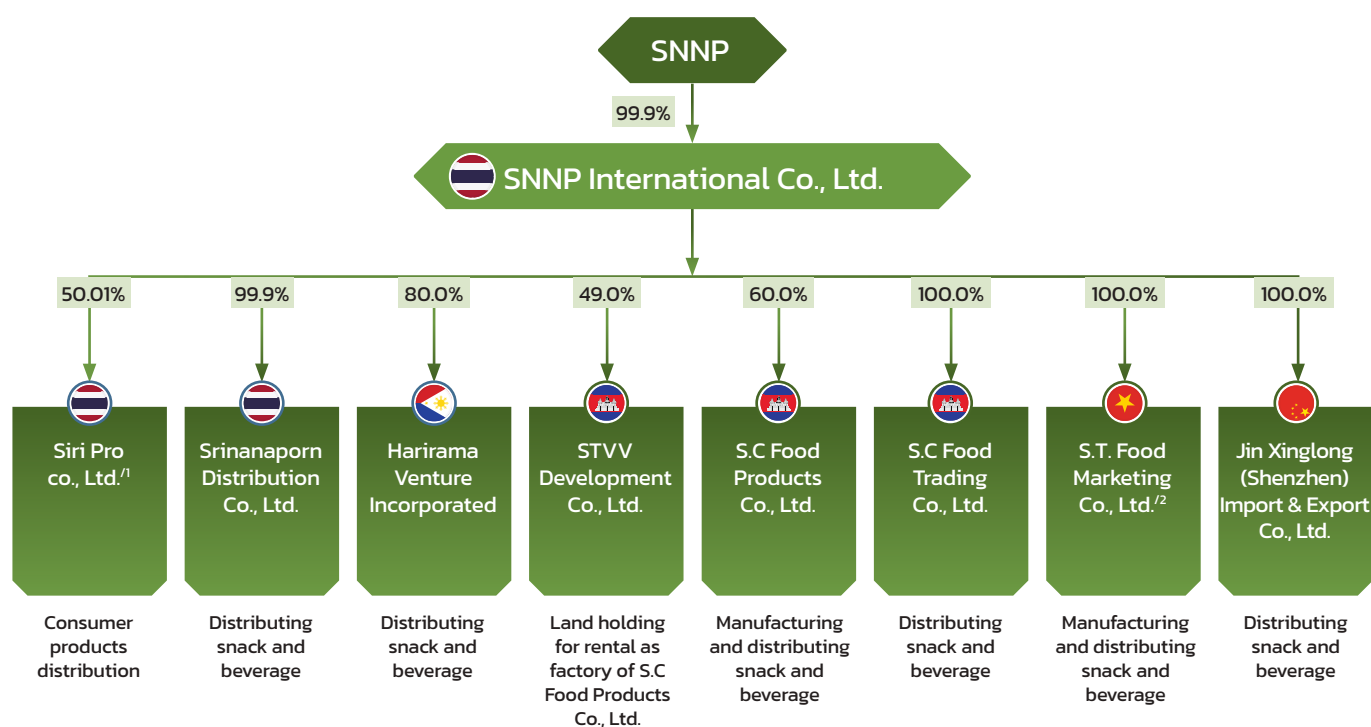 SNNP
99.9%
SNNP International Co., Ltd.
50.01%
99.9%
80.0%
49.0%
60.0%
100.0%
100.0%
100.0%
Siri Pro
co., Ltd./1
Srinanaporn
Distribution
Co., Ltd.
Harirama
Venture
Incorporated
STVV
Development
Co., Ltd.
S.C Food
Products
Co., Ltd.
S.C Food
Trading
Co., Ltd.
S.T. Food
Marketing
Co., Ltd./2
Jin Xinglong
(Shenzhen)
Import & Export
Co., Ltd.
Consumer
products
distribution
Distributing
snack and
beverage
Distributing
snack and
beverage
Land holding
for rental as
factory of S.C
Food Products
Co., Ltd.
Manufacturing
and distributing
snack and
beverage
Distributing
snack and
beverage
Manufacturing
and distributing
snack and
beverage
Distributing
snack and
beverage